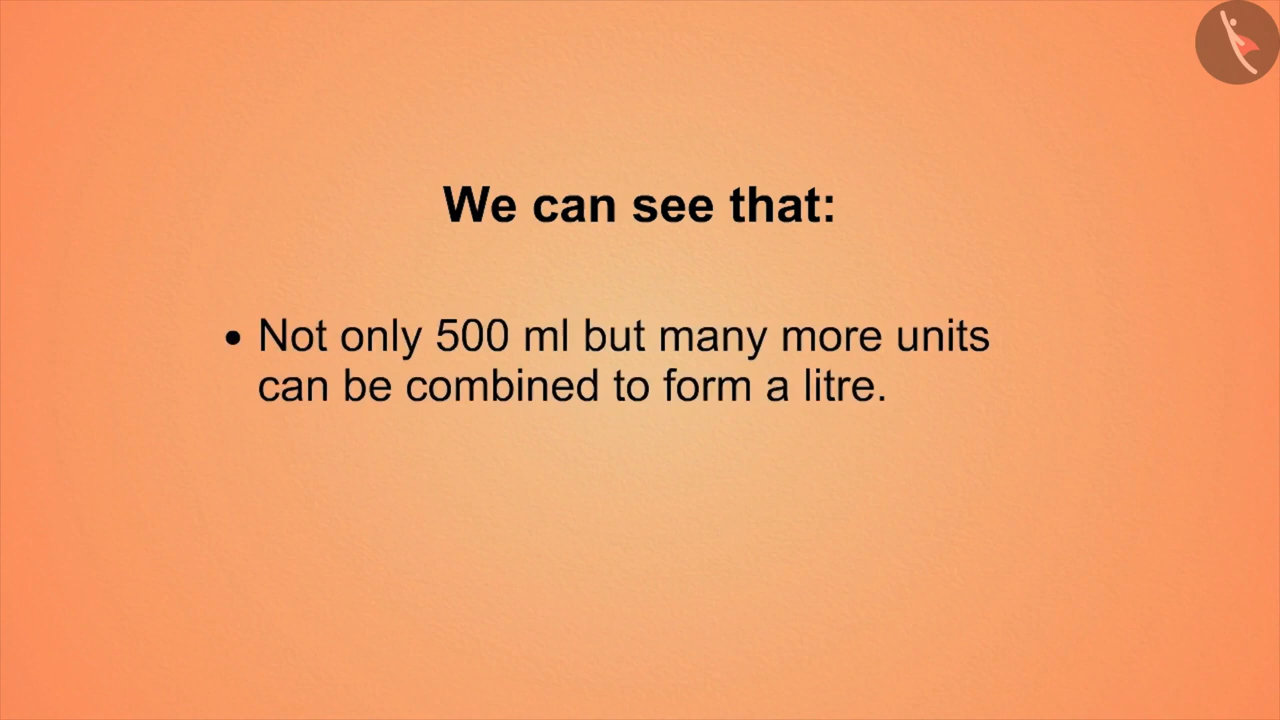 We can see that:
• Not only 500 ml but many more units
can be combined to form a litre.